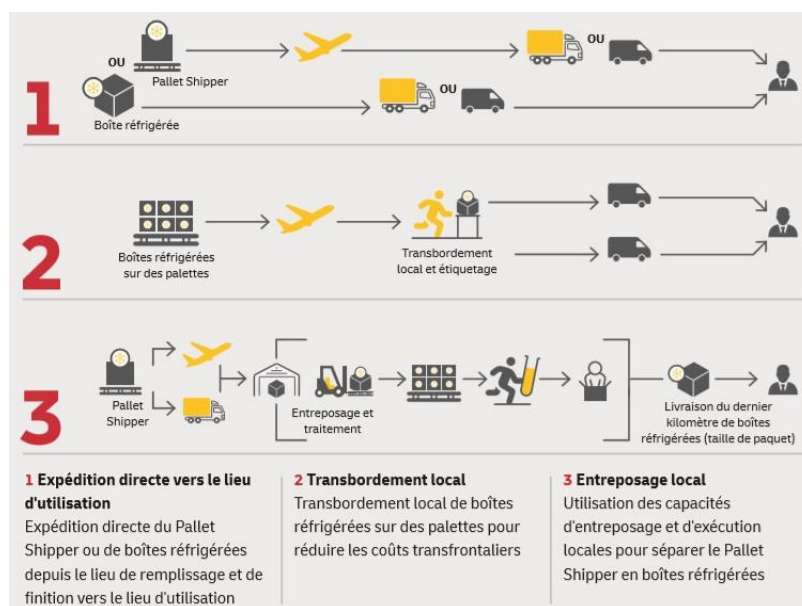 OU
Pallet Shipper
OU
1
Boîte réfrigérée
OU
2
Boîtes réfrigérées
sur des palettes
Transbordement
local et étiquetage
3
Pallet
Shipper
Entreposage et
traitement
Livraison du dernier
kilomètre de boîtes
réfrigérées (taille de paquet)
1 Expédition directe vers le lieu
d'utilisation
Expédition directe du Pallet
Shipper ou de boîtes réfrigérées
depuis le lieu de remplissage et de
finition vers le lieu d'utilisation
2 Transbordement local
Transbordement local de boîtes
réfrigérées sur des palettes pour
réduire les coûts transfrontaliers
3 Entreposage local
Utilisation des capacités
d'entreposage et d'exécution
locales pour séparer le Pallet
Shipper en boîtes réfrigérées